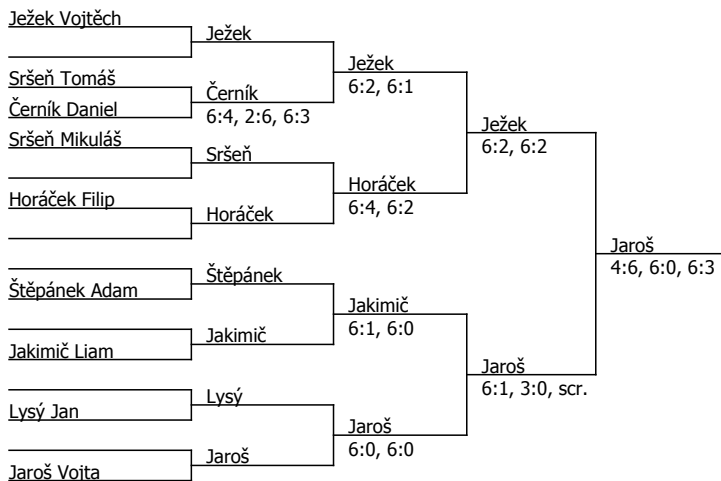 Ježek Vojtěch
Sršeň Tomáš
Černík Daniel
Sršeň Mikuláš
Horáček Filip
Štěpánek Adam
Jakimič Liam
Lysý Jan
Jaroš Vojta
Ježek
Černík
6:4, 2:6, 6:3
Sršeň
Horáček
Štěpánek
Jakimič
Lysý
Jaroš
Ježek
6:2, 6:1
Horáček
6:4, 6:2
Jakimič
6:1, 6:0
Jaroš
6:0, 6:0
Ježek
6:2, 6:2
Jaroš
6:1, 3:0, scr.
Jaroš
4:6, 6:0, 6:3